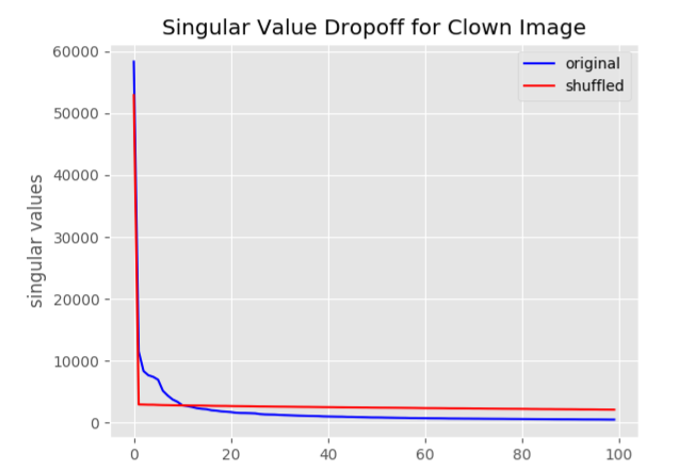 Singular Value Dropoff for Clown Image
original
shuffled
singular values
60000
50000
40000
30000
20000
10000
0
0 20 40 60 80 100